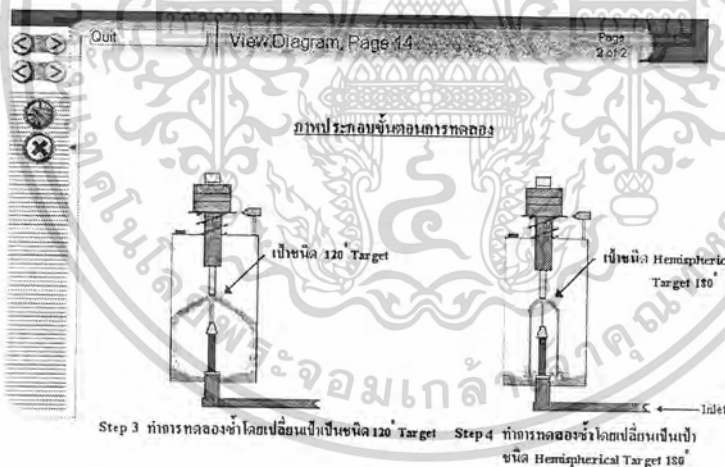 Quit
View Diagram, Page 14
Page
2 of 2
ภาพประกอบขั้นตอนการทดลอง
เป้าชนิด 120° Target
เป้าชนิด Hemispheric
Target 180°
Inlet
Step 3 ทำการทดลองซ้ำโดยเปลี่ยนเป้าเป็นชนิด 120° Target
Step 4 ทำการทดลองซ้ำโดยเปลี่ยนเป็นเป้า
ชนิด Hemispherical Target 180°